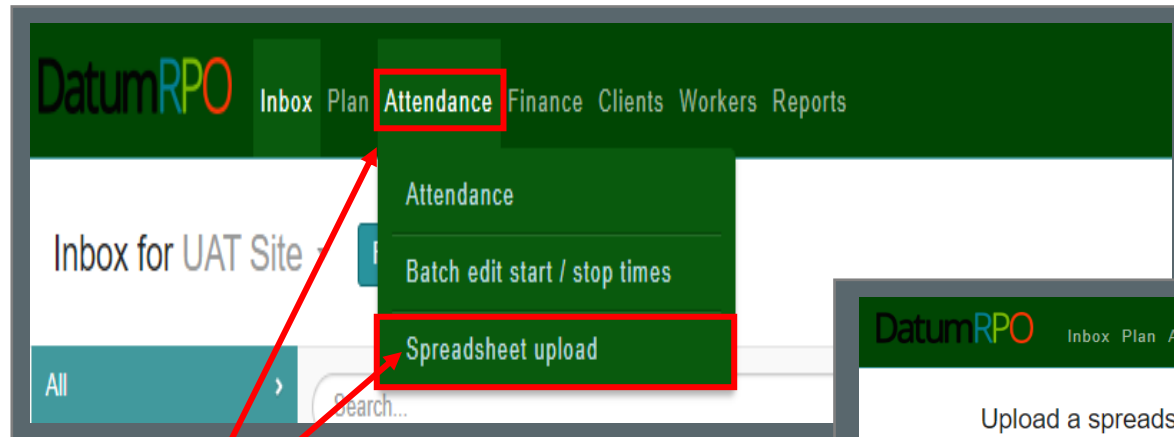 DatumRPO Inbox Plan Attendance Finance Clients Workers Reports
Attendance
Inbox for UAT Site
Batch edit start / stop times
Spreadsheet upload
All
Search...
DatumRPO Inbox Plan
Upload a